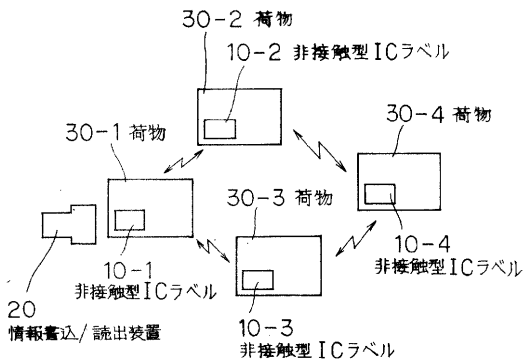 30-2 荷物
10-2 非接触型ICラベル
30-1 荷物
30-4 荷物
30-3 荷物
10-1
非接触型ICラベル
10-4
非接触型ICラベル
20
情報書込/読出装置
10-3
非接触型ICラベル